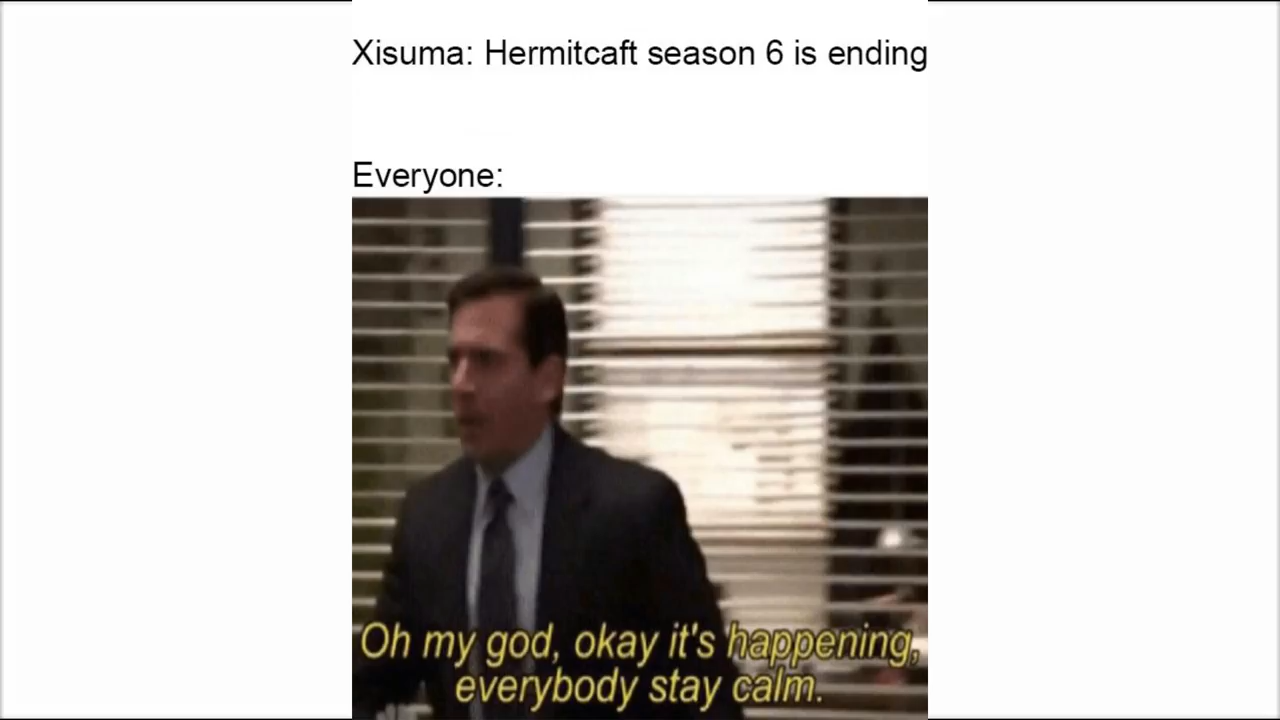 Xisuma: Hermitcaft season 6 is ending
Everyone:
Oh my god, okay it's happening,
everybody stay calm.